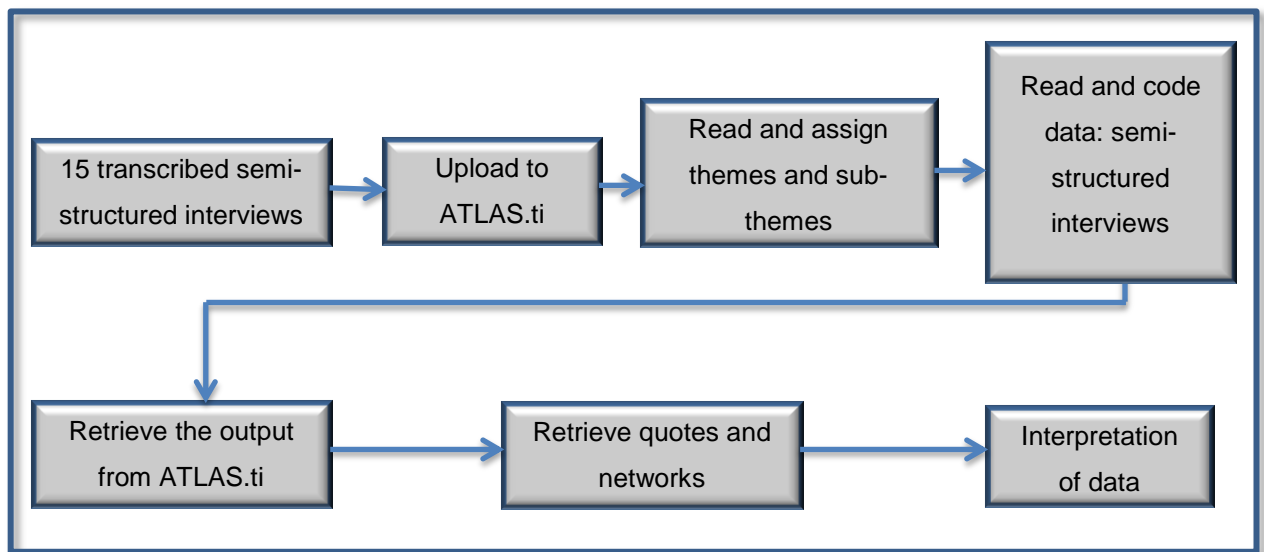 15 transcribed semi-
structured interviews
Upload to
ATLAS.ti
Read and assign
themes and sub-
themes
Read and code
data: semi-
structured
interviews
Retrieve the output
from ATLAS.ti
Retrieve quotes and
networks
Interpretation
of data